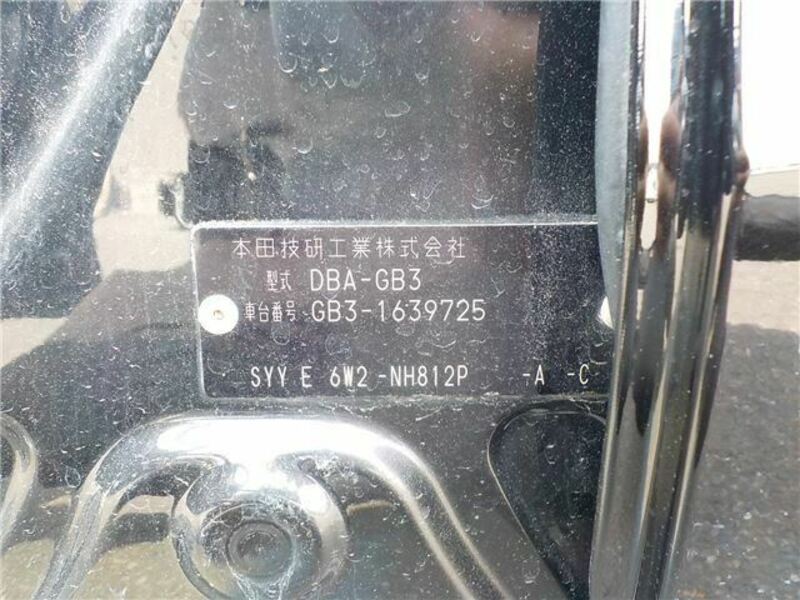 本田技研工業株式会社
型式 DBA-GB3
車台番号 GB3-1639725
SYY E 6W2 -NH812P -A -C